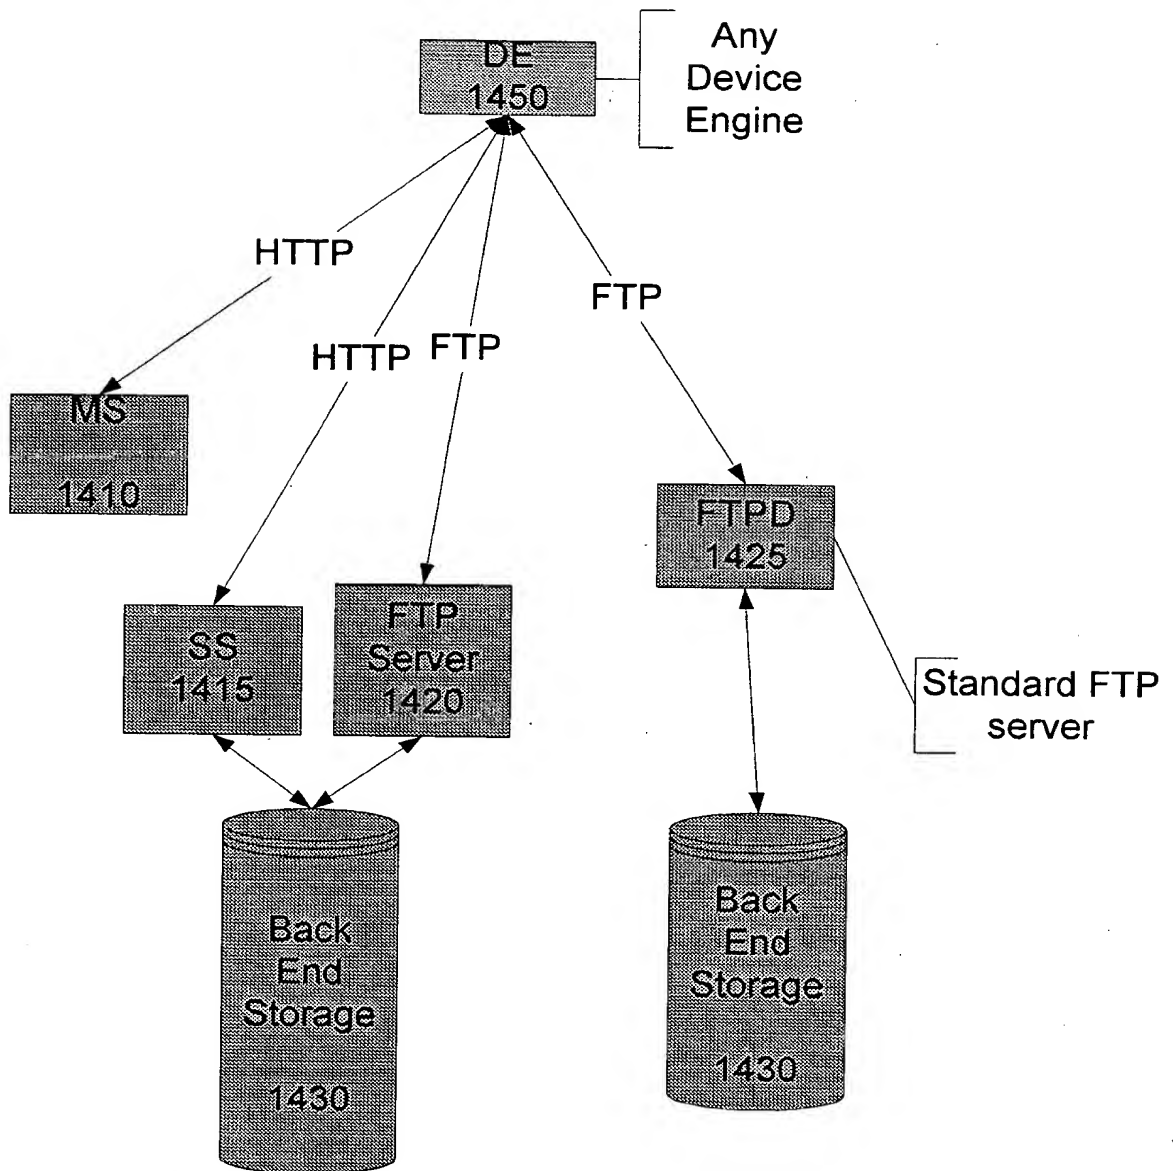 DE
1450
Any
Device
Engine
HTTP
FTP
HTTP
FTP
MS
1410
FTPD
1425
SS
1415
FTP
Server
1420
Standard FTP
server
Back
End
Storage
1430
Back
End
Storage
1430